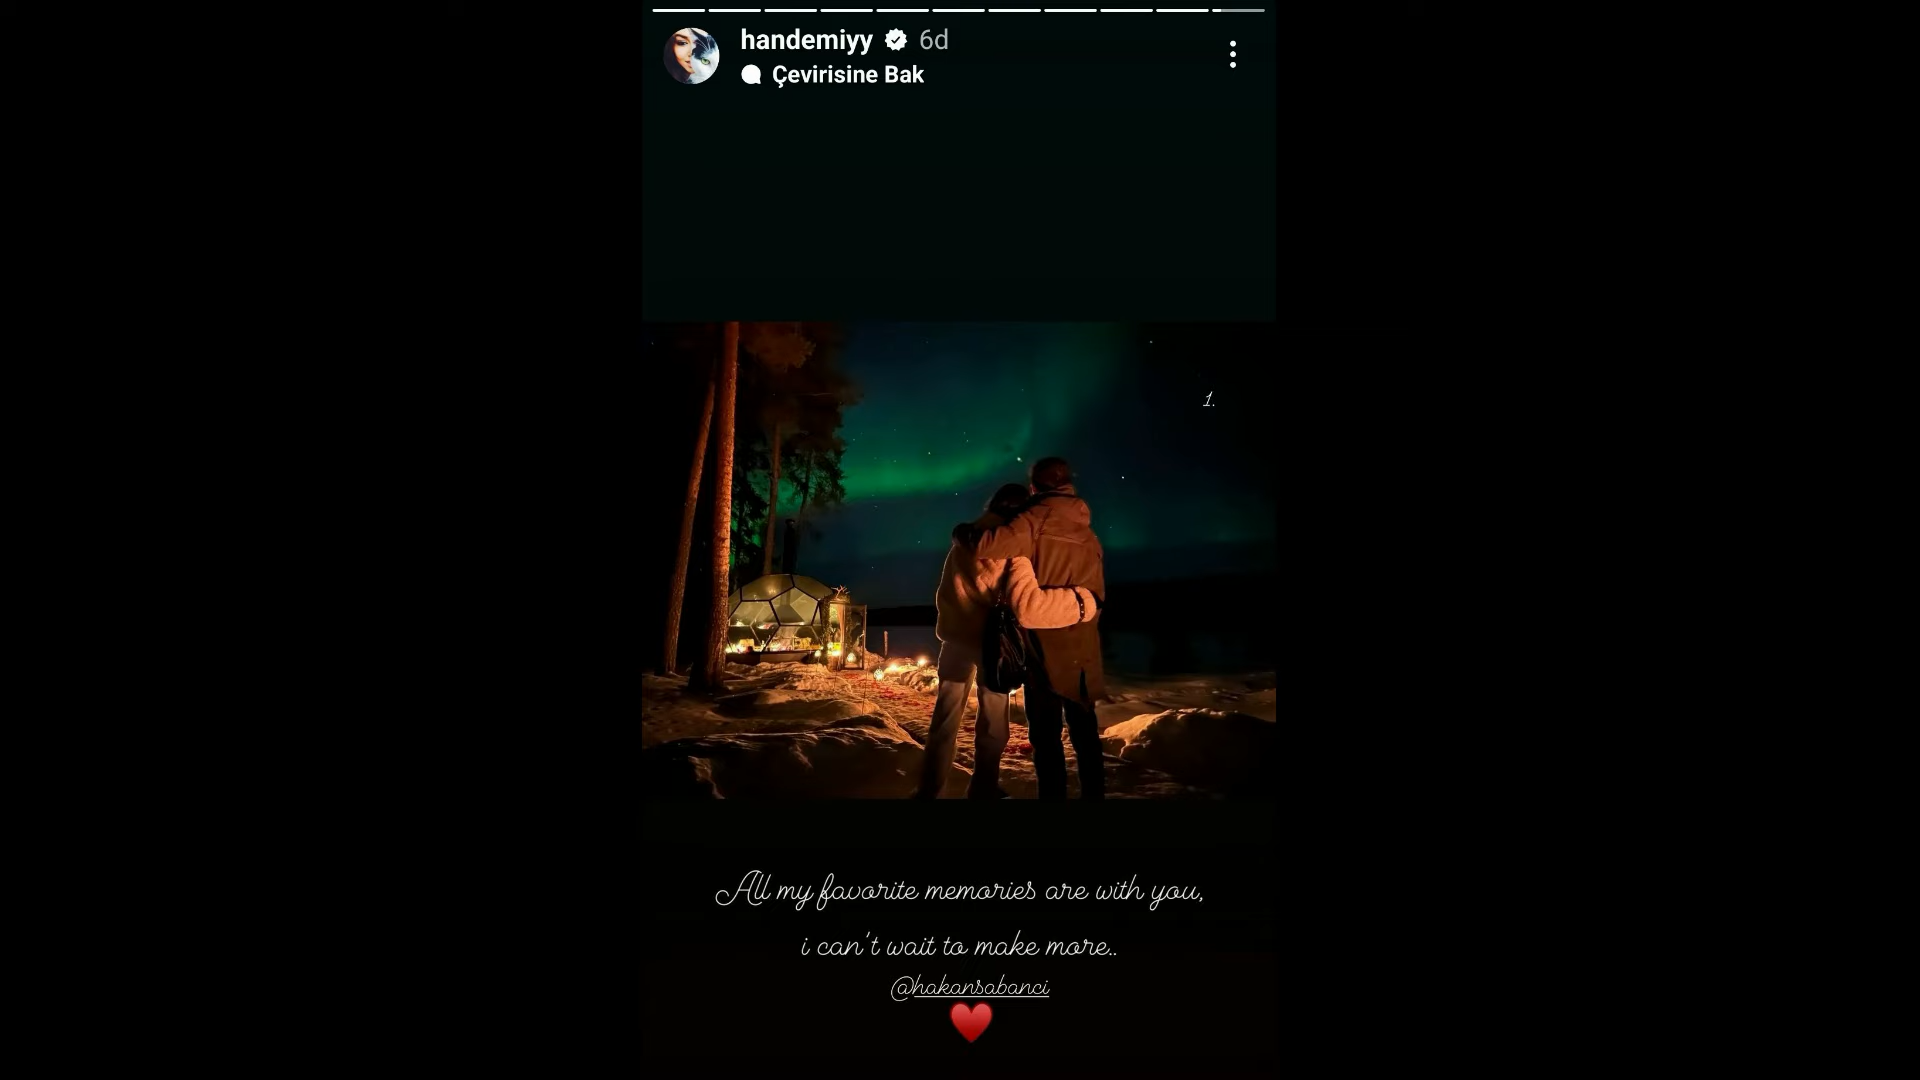 handemiyy 6d
Çevirisine Bak
1.
All my favorite memories are with you,
i can't wait to make more..
@hakansabanci